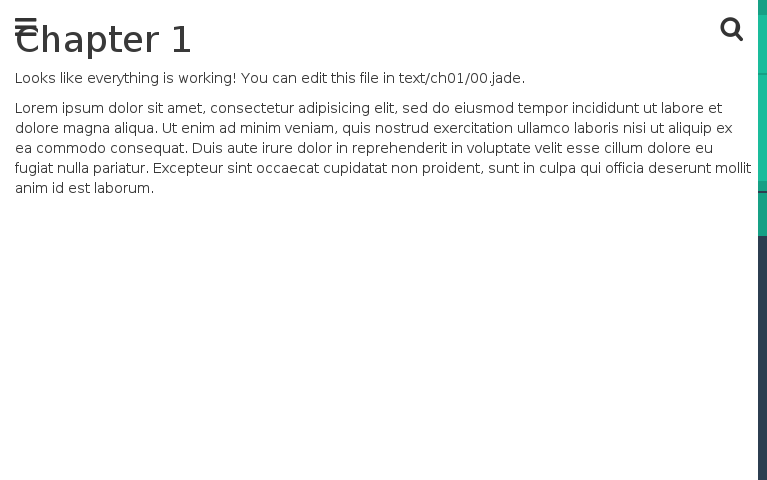 Chapter 1
Looks like everything is working! You can edit this file in text/ch01/00.jade.
Lorem ipsum dolor sit amet, consectetur adipisicing elit, sed do eiusmod tempor incididunt ut labore et
dolore magna aliqua. Ut enim ad minim veniam, quis nostrud exercitation ullamco laboris nisi ut aliquip ex
ea commodo consequat. Duis aute irure dolor in reprehenderit in voluptate velit esse cillum dolore eu
fugiat nulla pariatur. Excepteur sint occaecat cupidatat non proident, sunt in culpa qui officia deserunt mollit
anim id est laborum.